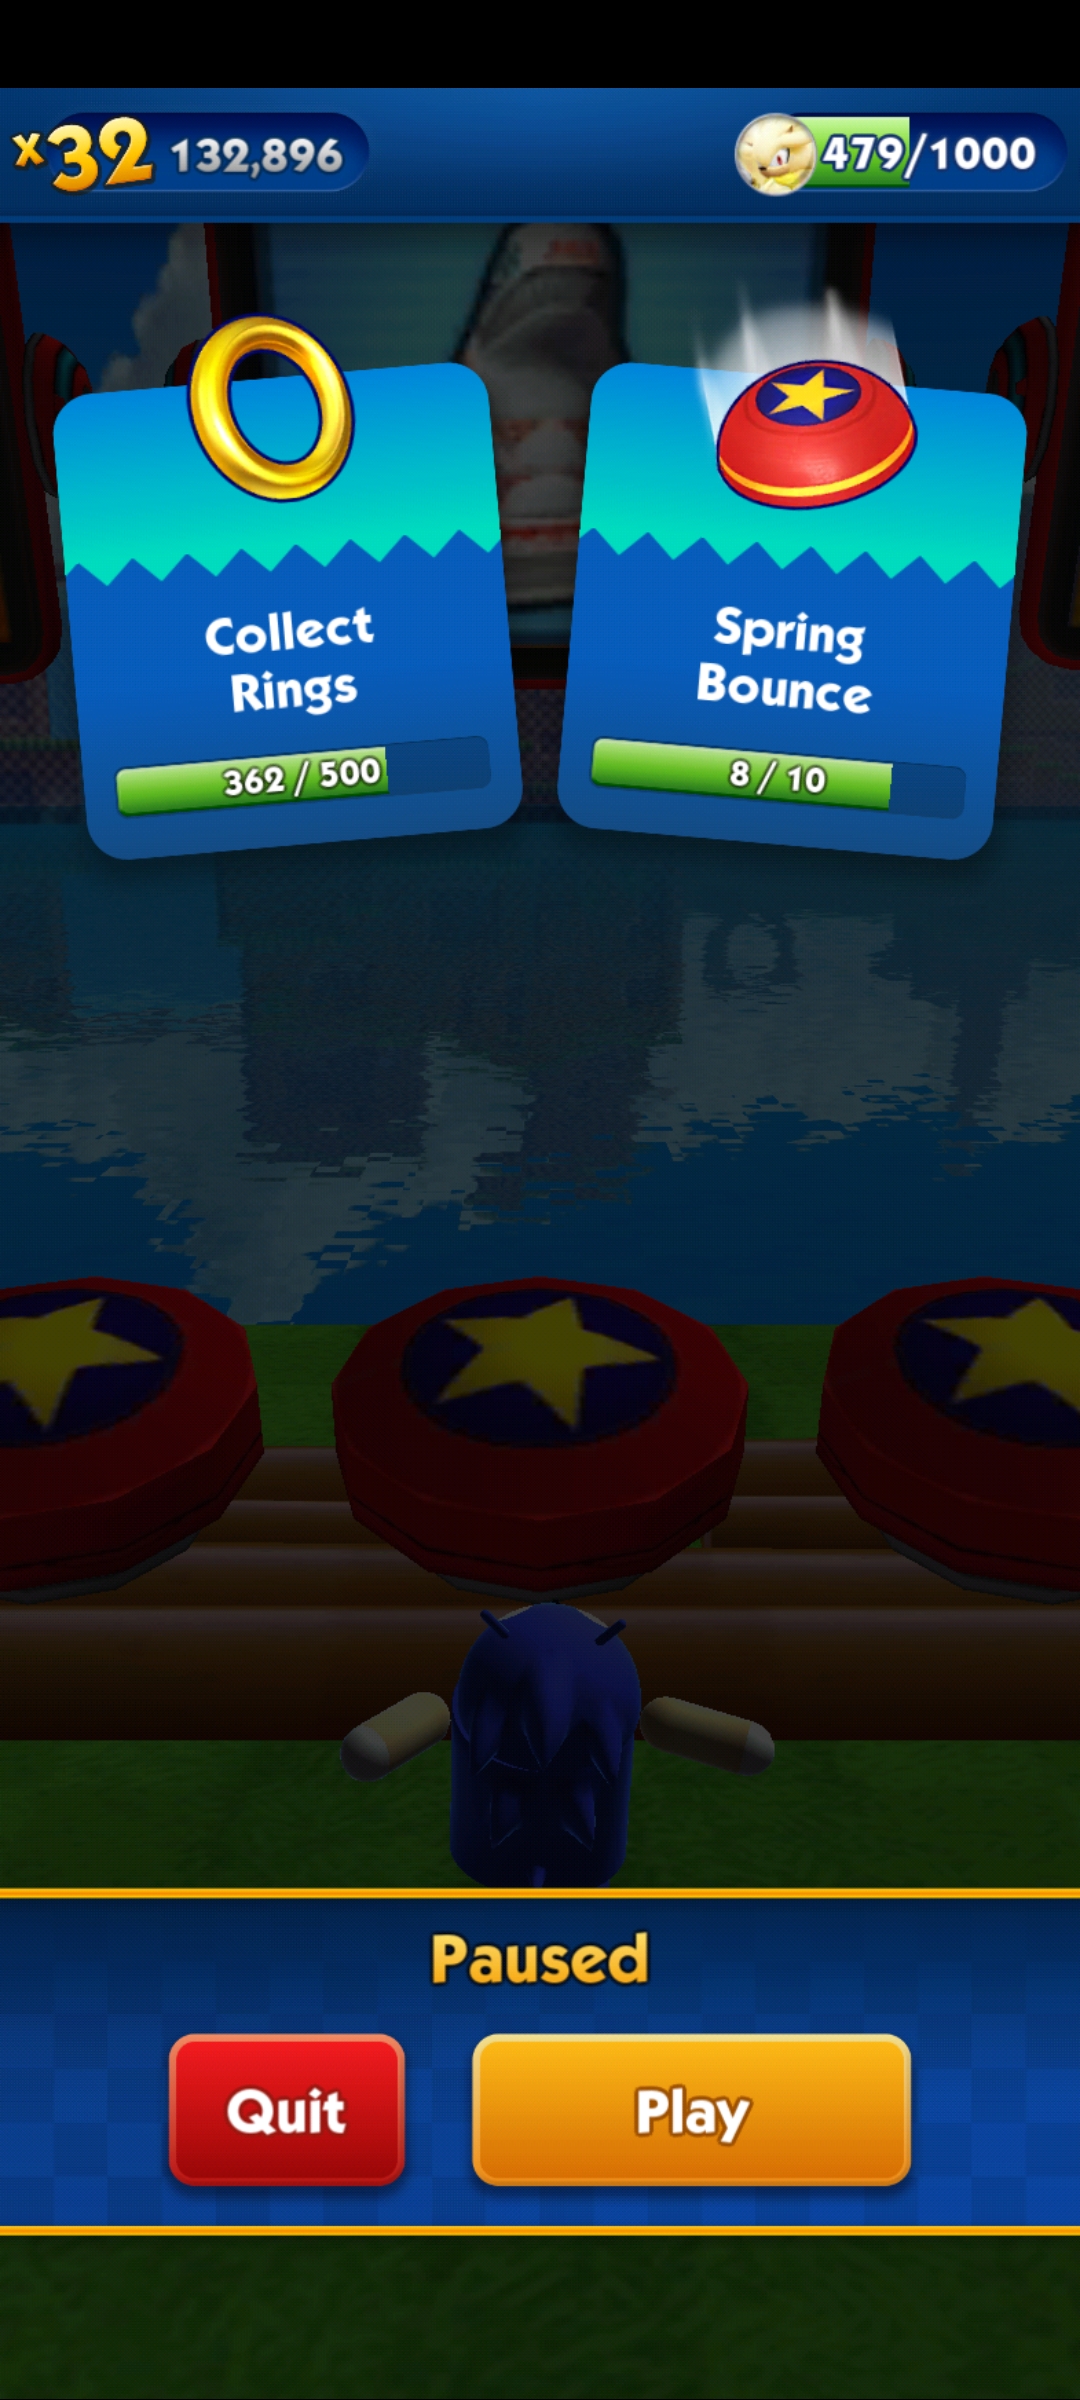 x32 132,896
479/1000
Collect
Rings
362 / 500
Spring
Bounce
8 / 10
Paused
Quit
Play